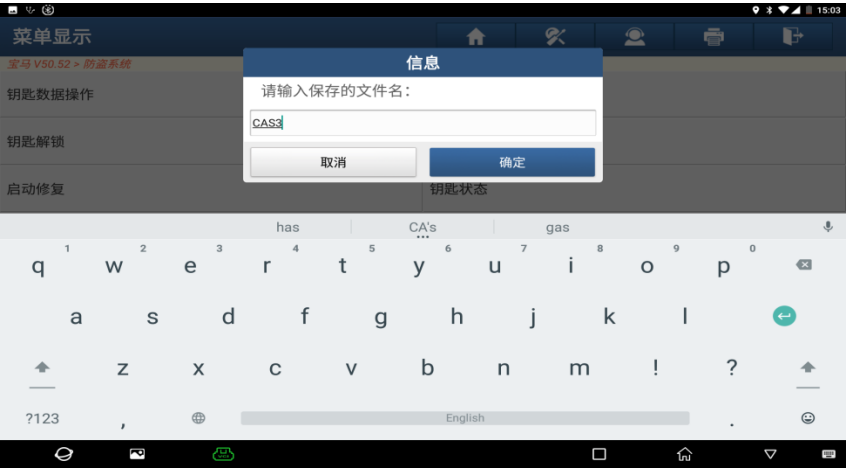 15:03
菜单显示
宝马 V50.52 > 防盗系统
信息
请输入保存的文件名：
CAS3
取消
确定
钥匙数据操作
钥匙解锁
启动修复
钥匙状态
has CA's gas
1 2 3 4 5 6 7 8 9 0
q w e r t y u i o p
a s d f g h j k l
z x c v b n m ! ?
?123 , English .